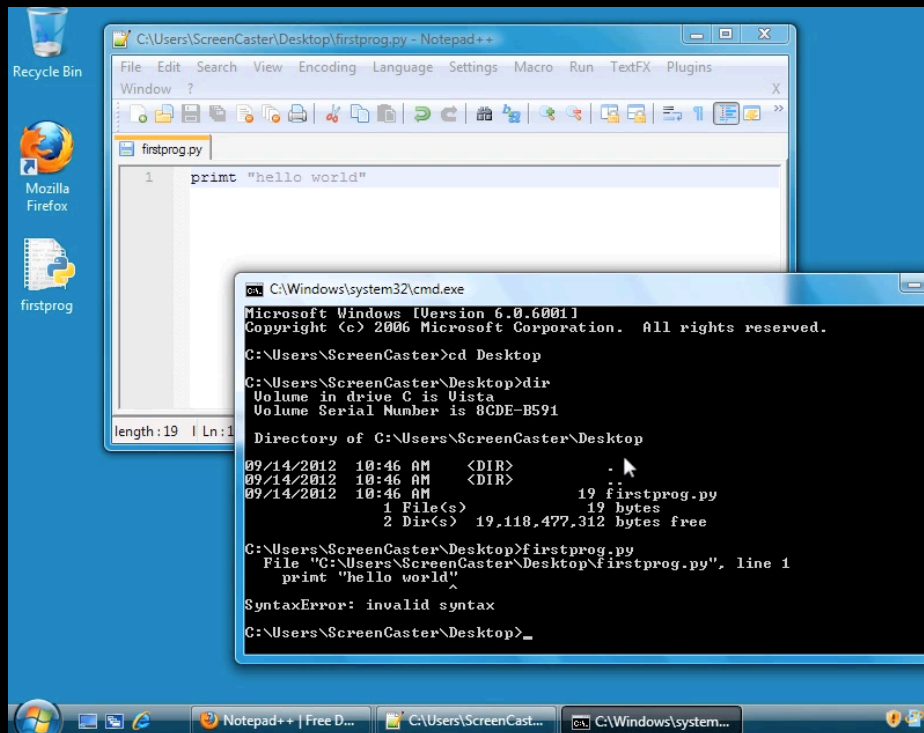 Recycle Bin
Mozilla
Firefox
firstprog
C:\Users\ScreenCaster\Desktop\firstprog.py - Notepad++
File Edit Search View Encoding Language Settings Macro Run TextFX Plugins
Window ? X
firstprog.py
1 primt "hello world"
length : 19 Ln : 1
C:\Windows\system32\cmd.exe
Microsoft Windows [Version 6.0.6001]
Copyright (c) 2006 Microsoft Corporation. All rights reserved.
C:\Users\ScreenCaster>cd Desktop
C:\Users\ScreenCaster\Desktop>dir
Volume in drive C is Vista
Volume Serial Number is 8CDE-B591
Directory of C:\Users\ScreenCaster\Desktop
09/14/2012 10:46 AM <DIR> .
09/14/2012 10:46 AM <DIR> ..
09/14/2012 10:46 AM 19 firstprog.py
1 File(s) 19 bytes
2 Dir(s) 19,118,477,312 bytes free
C:\Users\ScreenCaster\Desktop>firstprog.py
File "C:\Users\ScreenCaster\Desktop\firstprog.py", line 1
primt "hello world"
^
SyntaxError: invalid syntax
C:\Users\ScreenCaster\Desktop>_
Notepad++ | Free D...
C:\Users\ScreenCast...
C:\Windows\system...